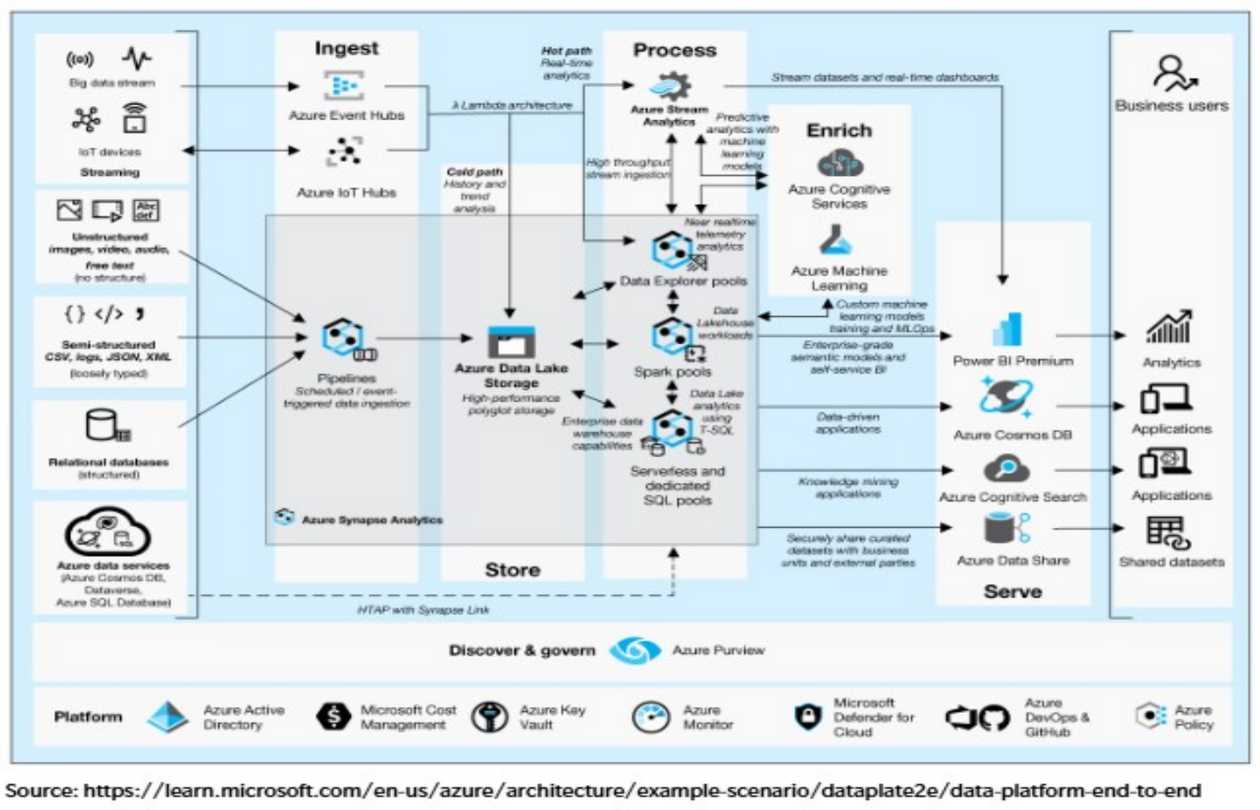 Big data stream
IoT devices
Streaming
Unstructured
images, video, audio,
free text
(no structure)
Abc
def
{ } </> ,
Semi-structured
CSV, logs, JSON, XML
(loosely typed)
Relational databases
(structured)
Azure data services
(Azure Cosmos DB,
Dataverse,
Azure SQL Database)
Ingest
Azure Event Hubs
Azure IoT Hubs
λ Lambda architecture
Hot path
Real-time
analytics
Cold path
History and
trend
analysis
Pipelines
Scheduled / event-
triggered data ingestion
Azure Synapse Analytics
Azure Data Lake
Storage
High-performance
polyglot storage
Enterprise data
warehouse
capabilities
Store
HTAP with Synapse Link
Process
Azure Stream
Analytics
High throughput
stream ingestion
Predictive
analytics with
machine
learning
models
Near realtime
telemetry
analytics
Data Explorer pools
Data
Lakehouse
workloads
Spark pools
Data Lake
analytics
using
T-SQL
Serverless and
dedicated
SQL pools
Stream datasets and real-time dashboards
Enrich
Azure Cognitive
Services
Azure Machine
Learning
Custom machine
learning models
training and MLOps
Enterprise-grade
semantic models and
self-service BI
Data-driven
applications
Knowledge mining
applications
Securely share curated
datasets with business
units and external parties
Power BI Premium
Azure Cosmos DB
Azure Cognitive Search
Azure Data Share
Serve
Business users
Analytics
Applications
Applications
Shared datasets
Discover & govern
Azure Purview
Platform
Azure Active
Directory
Microsoft Cost
Management
Azure Key
Vault
Azure
Monitor
Microsoft
Defender for
Cloud
Azure
DevOps &
GitHub
Azure
Policy
Source: https://learn.microsoft.com/en-us/azure/architecture/example-scenario/dataplate2e/data-platform-end-to-end